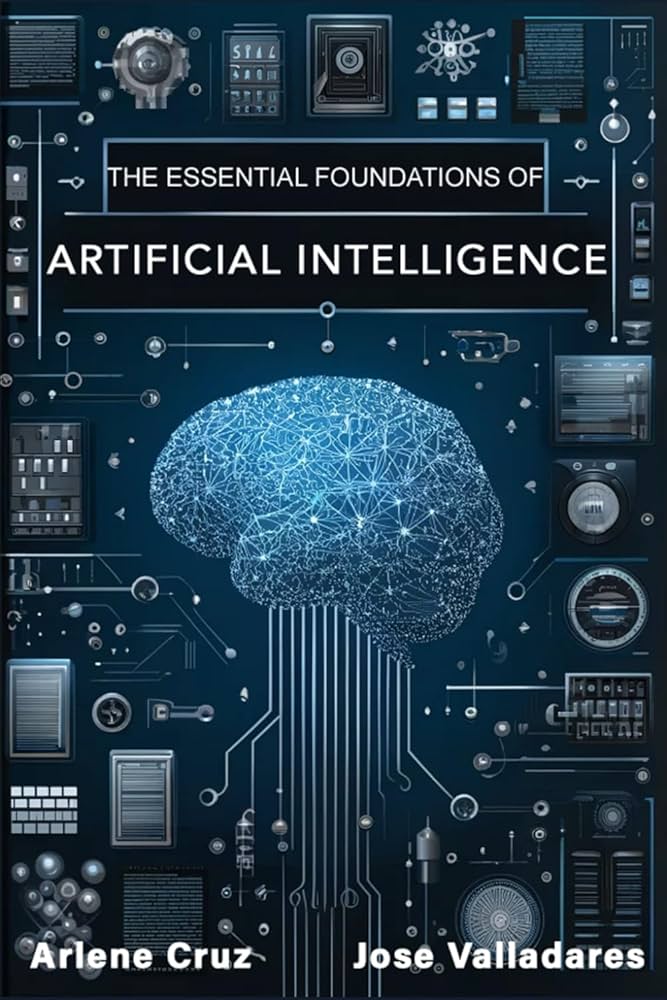 THE ESSENTIAL FOUNDATIONS OF
ARTIFICIAL INTELLIGENCE
Arlene Cruz
Jose Valladares